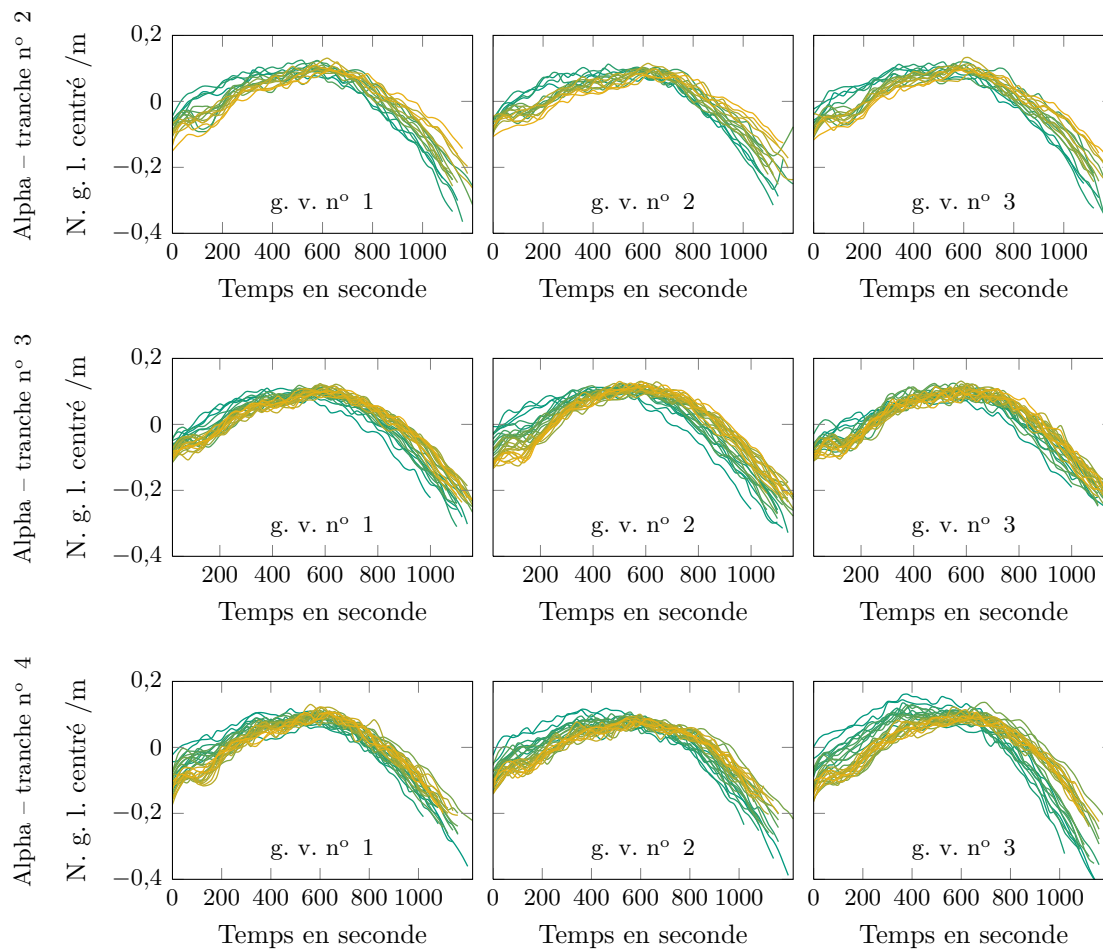 Alpha – tranche nº 2
N. g. l. centré /m
0,2
0
−0,2
−0,4
g. v. nº 1
g. v. nº 2
g. v. nº 3
0 200 400 600 800 1000
0 200 400 600 800 1000
0 200 400 600 800 1000
Temps en seconde
Temps en seconde
Temps en seconde
Alpha – tranche nº 3
N. g. l. centré /m
0,2
0
−0,2
−0,4
g. v. nº 1
g. v. nº 2
g. v. nº 3
200 400 600 800 1000
200 400 600 800 1000
200 400 600 800 1000
Temps en seconde
Temps en seconde
Temps en seconde
Alpha – tranche nº 4
N. g. l. centré /m
0,2
0
−0,2
−0,4
g. v. nº 1
g. v. nº 2
g. v. nº 3
0 200 400 600 800 1000
0 200 400 600 800 1000
0 200 400 600 800 1000
Temps en seconde
Temps en seconde
Temps en seconde